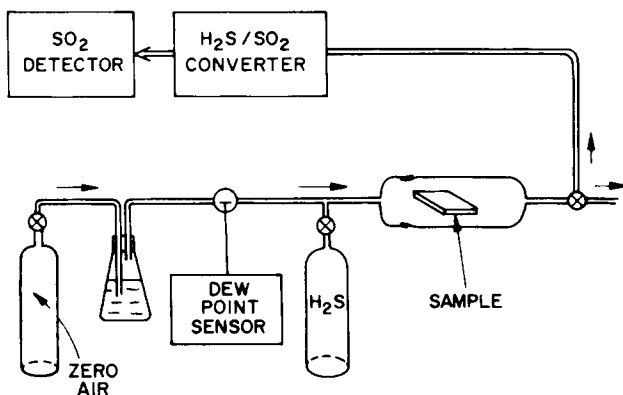 SO2
DETECTOR
H2S/SO2
CONVERTER
DEW
POINT
SENSOR
H2S
SAMPLE
ZERO
AIR